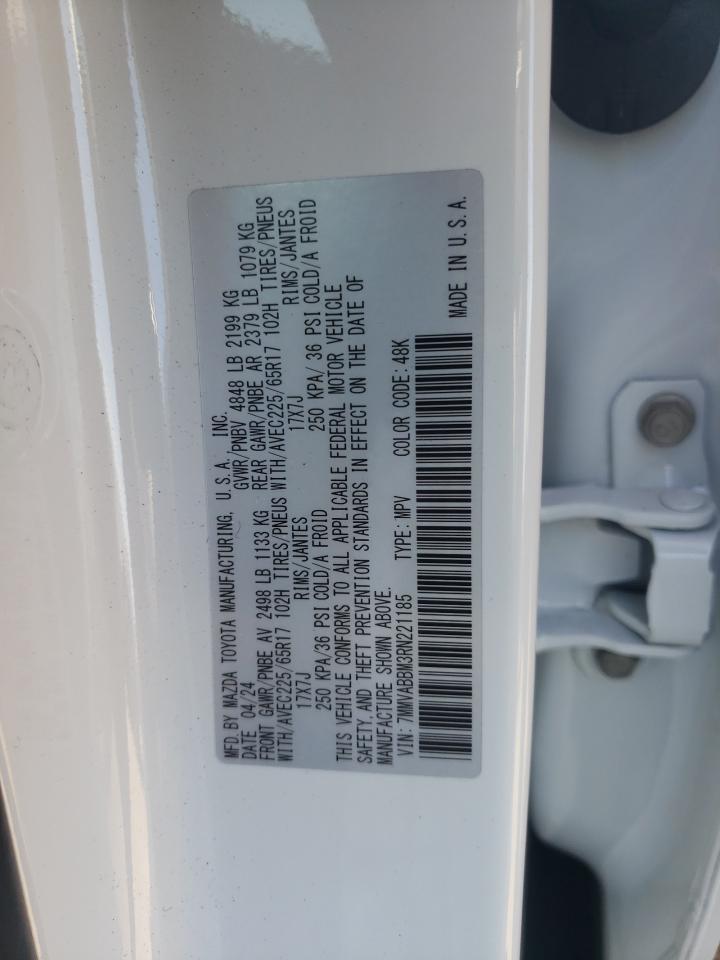 MFD. BY MAZDA TOYOTA MANUFACTURING, U.S.A., INC.
DATE 04/24 GVWR/PNBV 4848 LB 2199 KG
FRONT GAWR/PNBE AV 2498 LB 1133 KG REAR GAWR/PNBE AR 2379 LB 1079 KG
WITH/AVEC225/65R17 102H TIRES/PNEUS WITH/AVEC225/65R17 102H TIRES/PNEUS
17X7J RIMS/JANTES 17X7J RIMS/JANTES
250 KPA/36 PSI COLD/A FROID 250 KPA/ 36 PSI COLD/A FROID
THIS VEHICLE CONFORMS TO ALL APPLICABLE FEDERAL MOTOR VEHICLE
SAFETY, AND THEFT PREVENTION STANDARDS IN EFFECT ON THE DATE OF
MANUFACTURE SHOWN ABOVE.
VIN: 7MMVABBM3RN221185 TYPE: MPV COLOR CODE: 48K
MADE IN U.S.A.